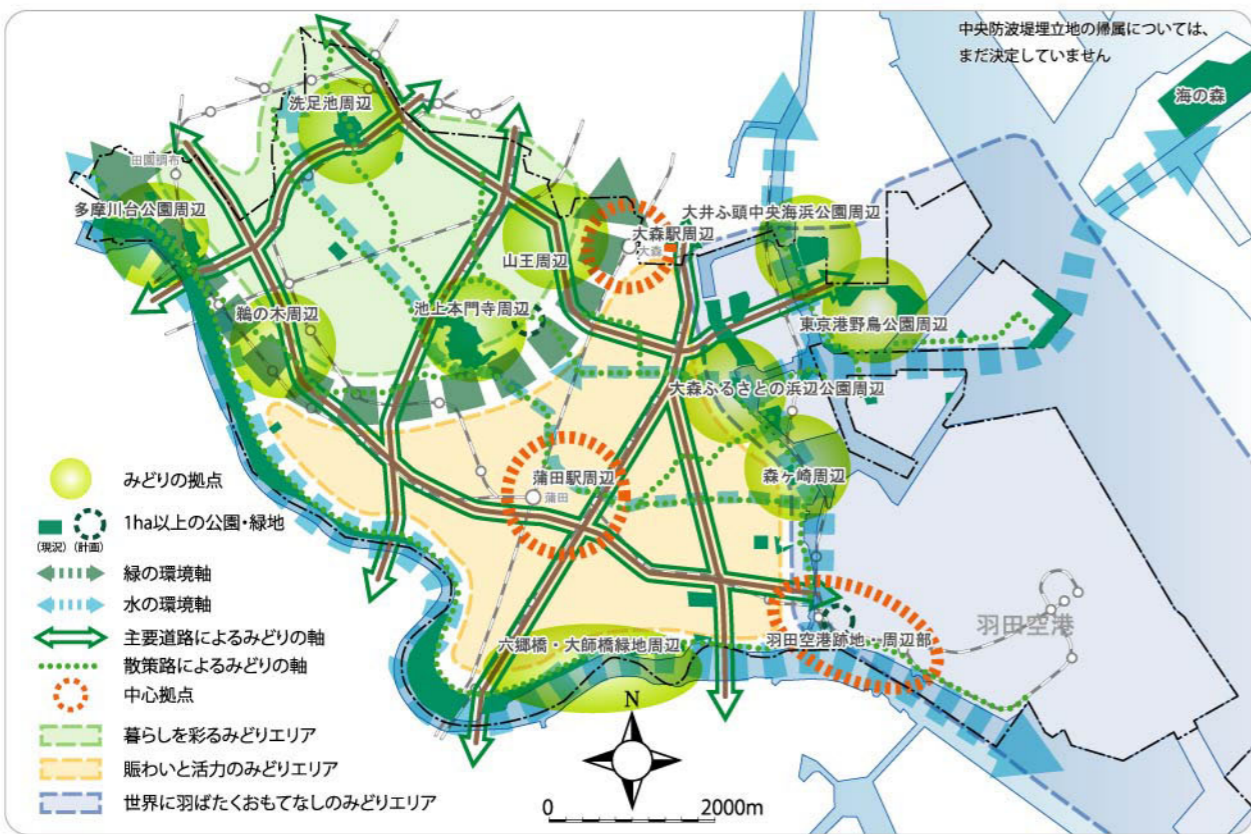 中央防波堤埋立地の帰属については、
まだ決定していません
海の森
洗足池周辺
田園調布
多摩川台公園周辺
大井ふ頭中央海浜公園周辺
大森駅周辺
大森
山王周辺
鵜の木周辺
池上本門寺周辺
東京港野鳥公園周辺
大森ふるさとの浜辺公園周辺
蒲田駅周辺
蒲田
森ヶ崎周辺
羽田空港
羽田空港跡地・周辺部
六郷橋・大師橋緑地周辺
みどりの拠点
1ha以上の公園・緑地
(現況) (計画)
緑の環境軸
水の環境軸
主要道路によるみどりの軸
散策路によるみどりの軸
中心拠点
暮らしを彩るみどりエリア
賑わいと活力のみどりエリア
世界に羽ばたくおもてなしのみどりエリア
N
0 2000m